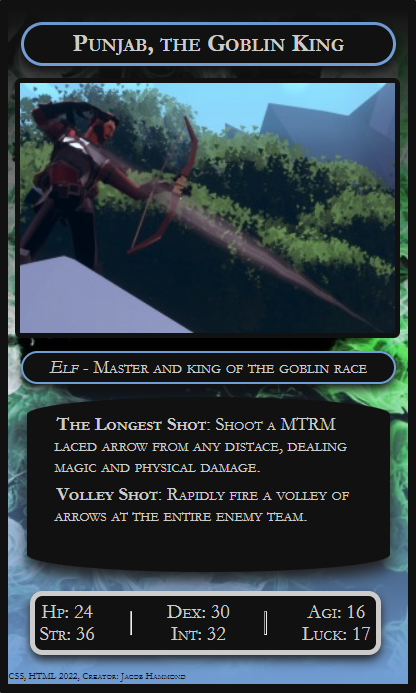 Punjab, the Goblin King
Elf - Master and king of the goblin race
The Longest Shot: Shoot a MTRM
laced arrow from any distace, dealing
magic and physical damage.
Volley Shot: Rapidly fire a volley of
arrows at the entire enemy team.
Hp: 24 | Dex: 30 | Agi: 16
Str: 36 | Int: 32 | Luck: 17
CSS, HTML 2022, Creator: Jacob Hammond